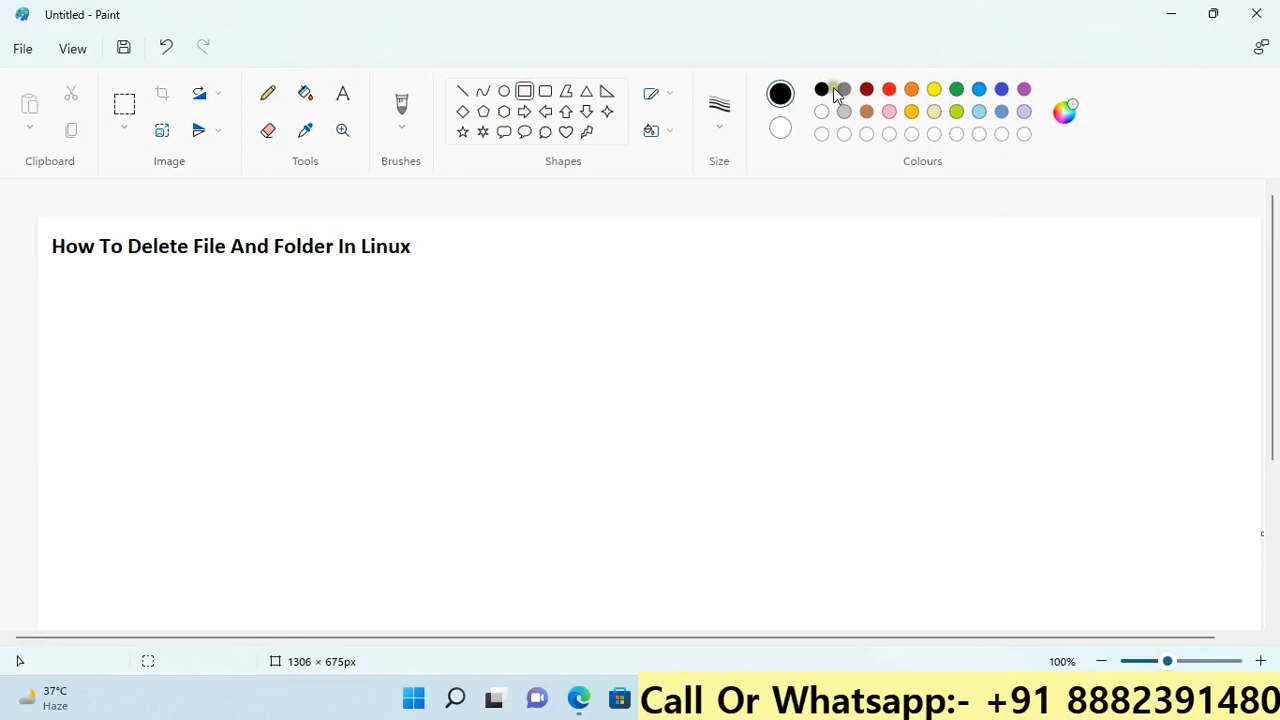 Untitled - Paint
File View
Clipboard Image Tools Brushes Shapes Size Colours
How To Delete File And Folder In Linux
1306 × 675px 100%
37°C
Haze
Call Or Whatsapp:- +91 8882391480